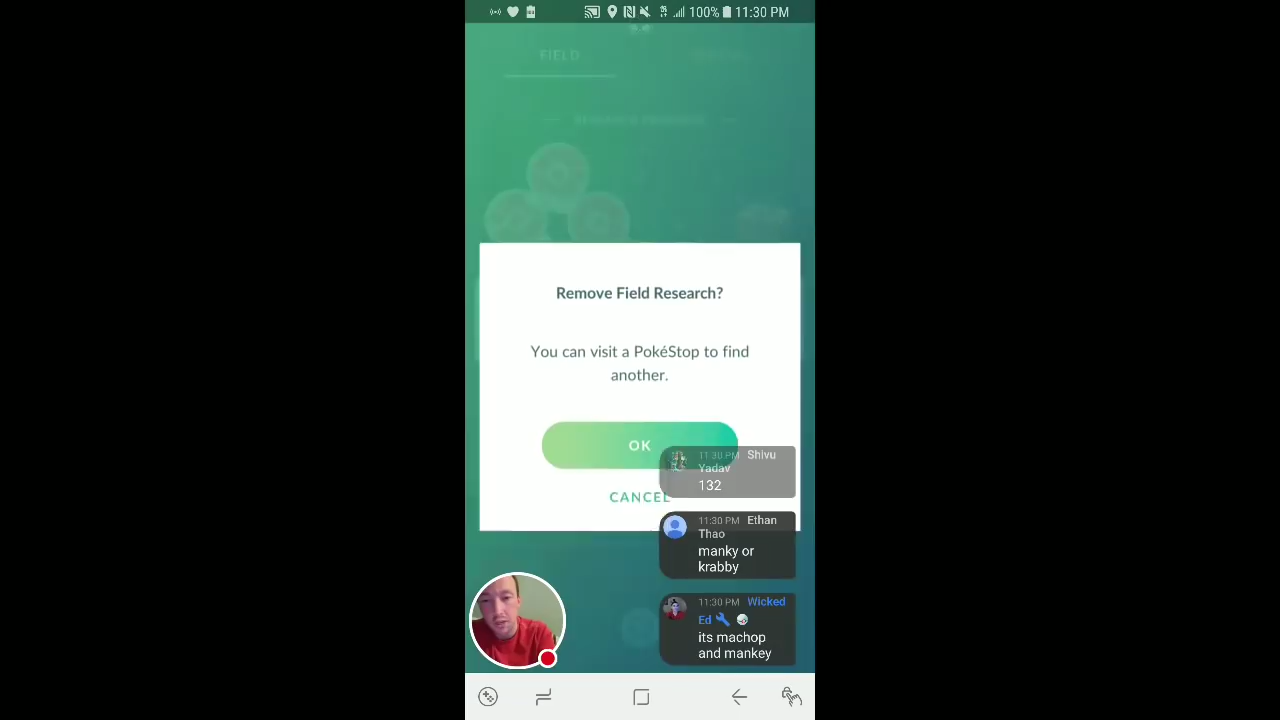 100% 11:30 PM
FIELD
Remove Field Research?
You can visit a PokéStop to find
another.
OK
CANCEL
11:30 PM Shivu
Yadav
132
11:30 PM Ethan
Thao
manky or
krabby
11:30 PM Wicked
Ed
its machop
and mankey